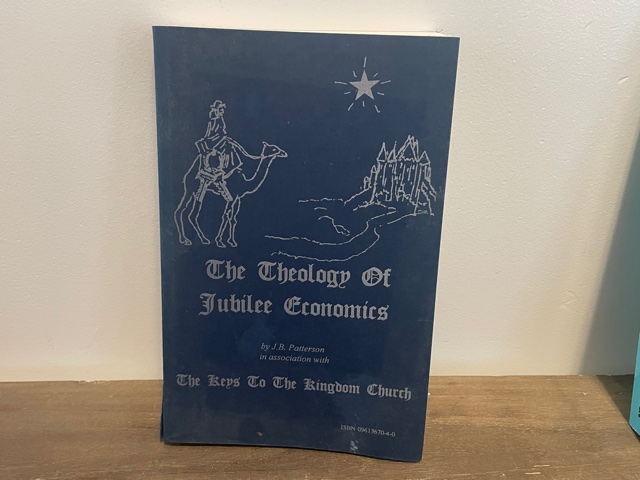 The Theology Of
Jubilee Economics
by J.B. Patterson
in association with
The Keys To The Kingdom Church
ISBN 09613670-4-0